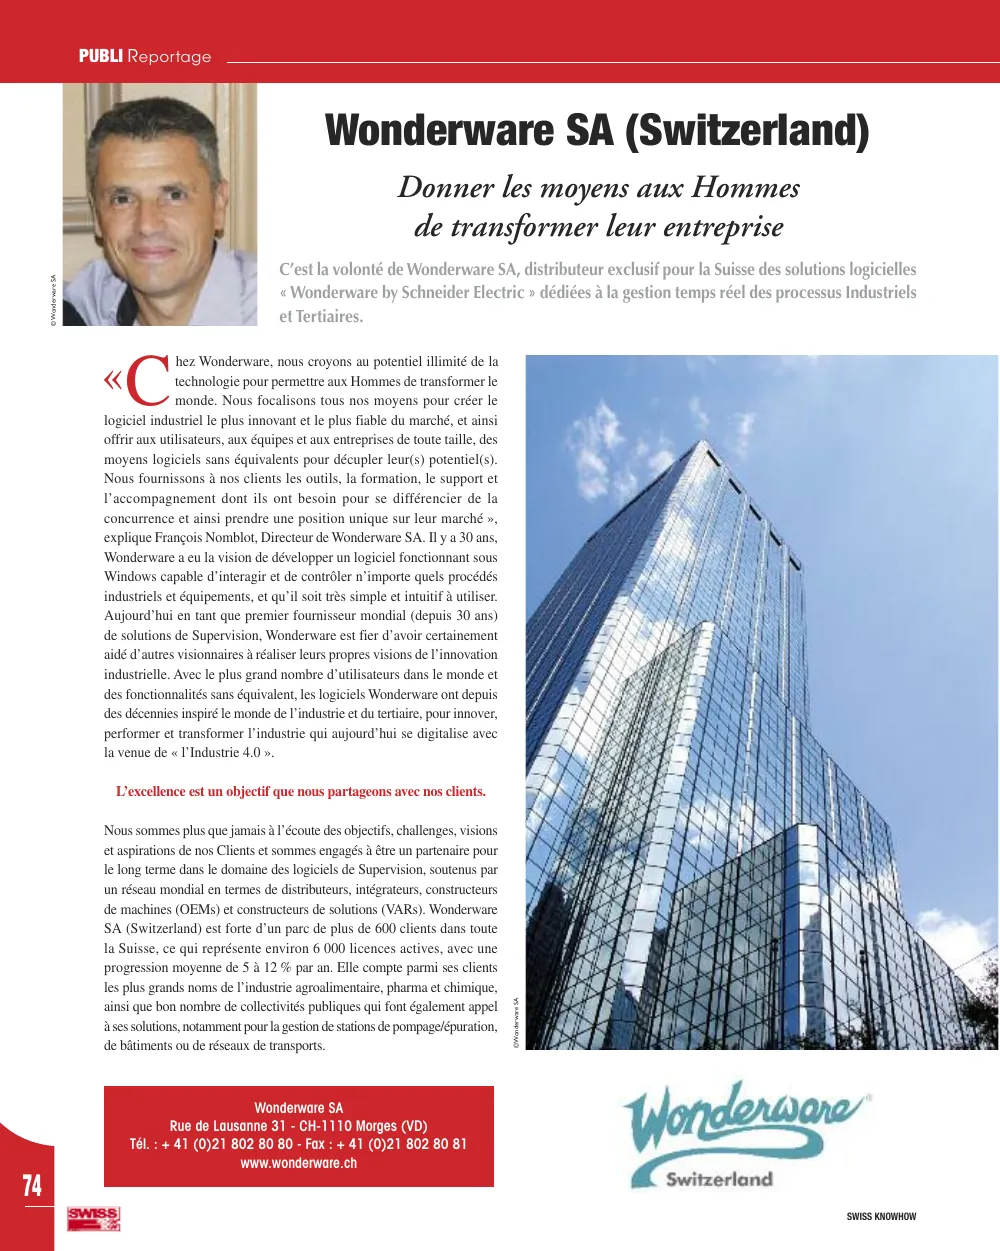 PUBLI Reportage
Wonderware SA (Switzerland)
Donner les moyens aux Hommes
de transformer leur entreprise
C’est la volonté de Wonderware SA, distributeur exclusif pour la Suisse des solutions logicielles
« Wonderware by Schneider Electric » dédiées à la gestion temps réel des processus Industriels
et Tertiaires.
© Wonderware SA
«Chez Wonderware, nous croyons au potentiel illimité de la
technologie pour permettre aux Hommes de transformer le
monde. Nous focalisons tous nos moyens pour créer le
logiciel industriel le plus innovant et le plus fiable du marché, et ainsi
offrir aux utilisateurs, aux équipes et aux entreprises de toute taille, des
moyens logiciels sans équivalents pour décupler leur(s) potentiel(s).
Nous fournissons à nos clients les outils, la formation, le support et
l’accompagnement dont ils ont besoin pour se différencier de la
concurrence et ainsi prendre une position unique sur leur marché »,
explique François Nomblot, Directeur de Wonderware SA. Il y a 30 ans,
Wonderware a eu la vision de développer un logiciel fonctionnant sous
Windows capable d’interagir et de contrôler n’importe quels procédés
industriels et équipements, et qu’il soit très simple et intuitif à utiliser.
Aujourd’hui en tant que premier fournisseur mondial (depuis 30 ans)
de solutions de Supervision, Wonderware est fier d’avoir certainement
aidé d’autres visionnaires à réaliser leurs propres visions de l’innovation
industrielle. Avec le plus grand nombre d’utilisateurs dans le monde et
des fonctionnalités sans équivalent, les logiciels Wonderware ont depuis
des décennies inspiré le monde de l’industrie et du tertiaire, pour innover,
performer et transformer l’industrie qui aujourd’hui se digitalise avec
la venue de « l’Industrie 4.0 ».
L’excellence est un objectif que nous partageons avec nos clients.
Nous sommes plus que jamais à l’écoute des objectifs, challenges, visions
et aspirations de nos Clients et sommes engagés à être un partenaire pour
le long terme dans le domaine des logiciels de Supervision, soutenus par
un réseau mondial en termes de distributeurs, intégrateurs, constructeurs
de machines (OEMs) et constructeurs de solutions (VARs). Wonderware
SA (Switzerland) est forte d’un parc de plus de 600 clients dans toute
la Suisse, ce qui représente environ 6 000 licences actives, avec une
progression moyenne de 5 à 12 % par an. Elle compte parmi ses clients
les plus grands noms de l’industrie agroalimentaire, pharma et chimique,
ainsi que bon nombre de collectivités publiques qui font également appel
à ses solutions, notamment pour la gestion de stations de pompage/épuration,
de bâtiments ou de réseaux de transports.
©Wonderware SA
Wonderware SA
Rue de Lausanne 31 - CH-1110 Morges (VD)
Tél. : + 41 (0)21 802 80 80 - Fax : + 41 (0)21 802 80 81
www.wonderware.ch
Wonderware®
Switzerland
74
SWISS
SWISS KNOWHOW